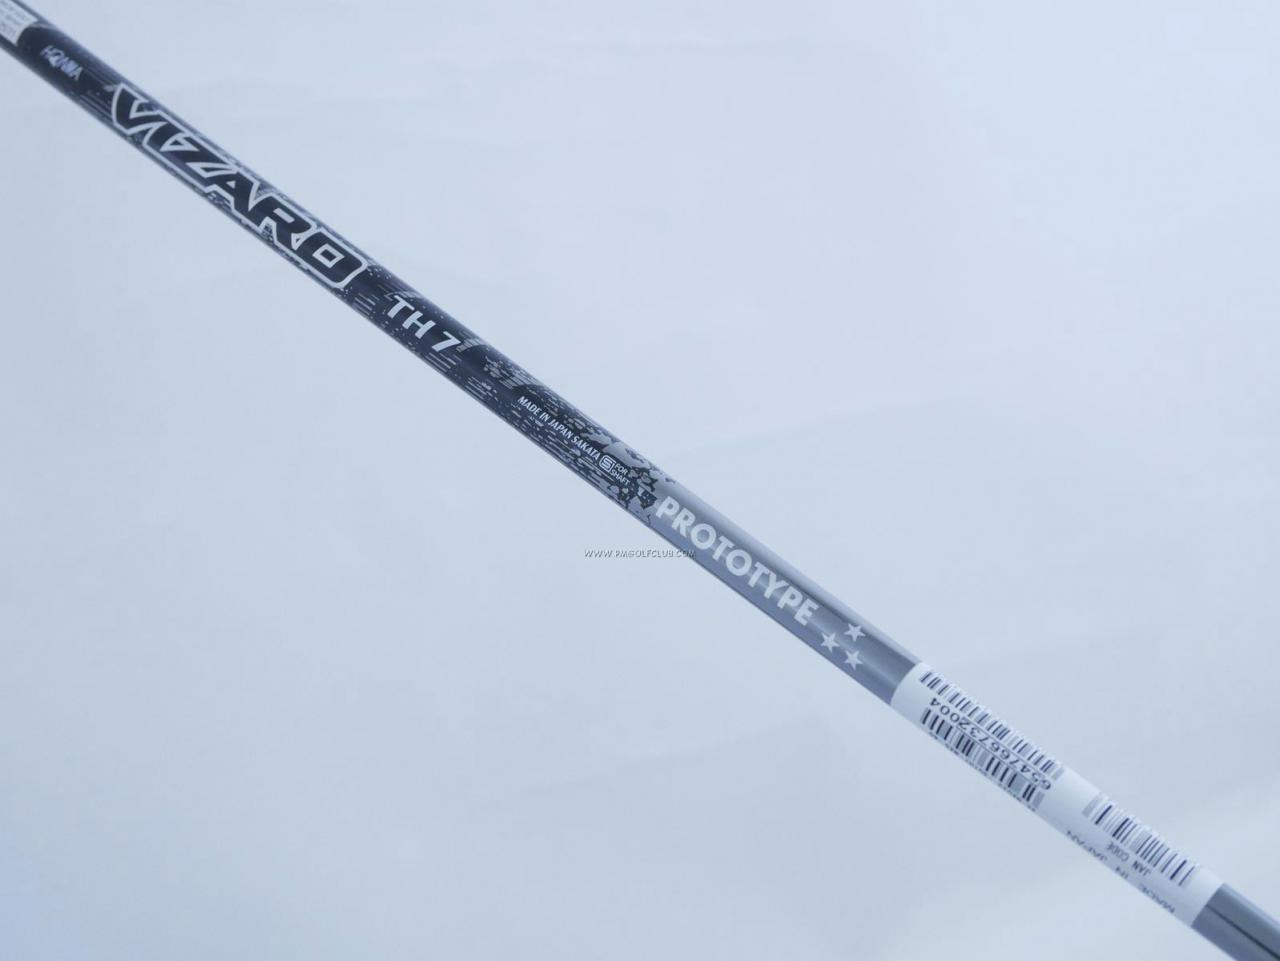 HONMA
VIZARD
TH 7
MADE IN JAPAN SAKATA
S FOR SHAFT
PROTOTYPE
WWW.PMGOLFCLUB.COM
JAN CODE
MADE IN JAPAN